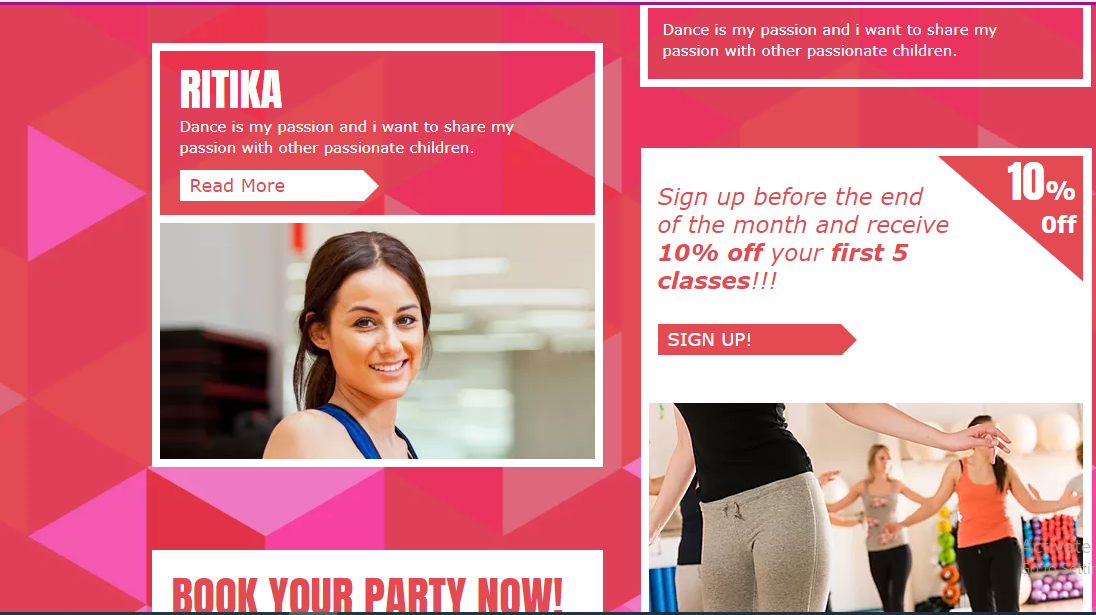 RITIKA
Dance is my passion and i want to share my
passion with other passionate children.
Read More
BOOK YOUR PARTY NOW!
Dance is my passion and i want to share my
passion with other passionate children.
10%
Off
Sign up before the end
of the month and receive
10% off your first 5
classes!!!
SIGN UP!
Activate